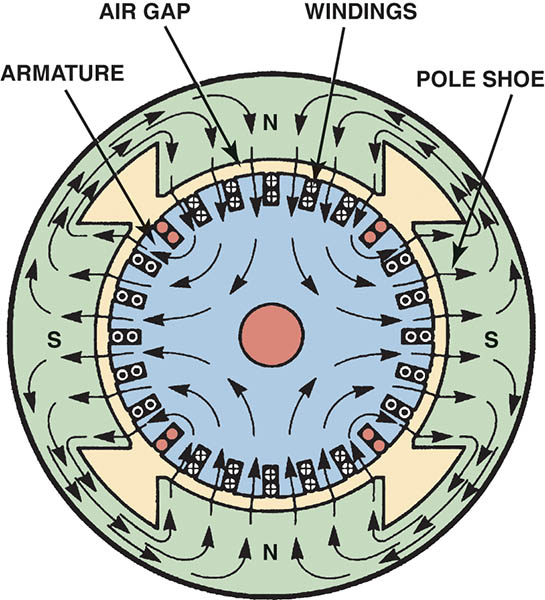 AIR GAP
WINDINGS
ARMATURE
POLE SHOE
N
S
S
N